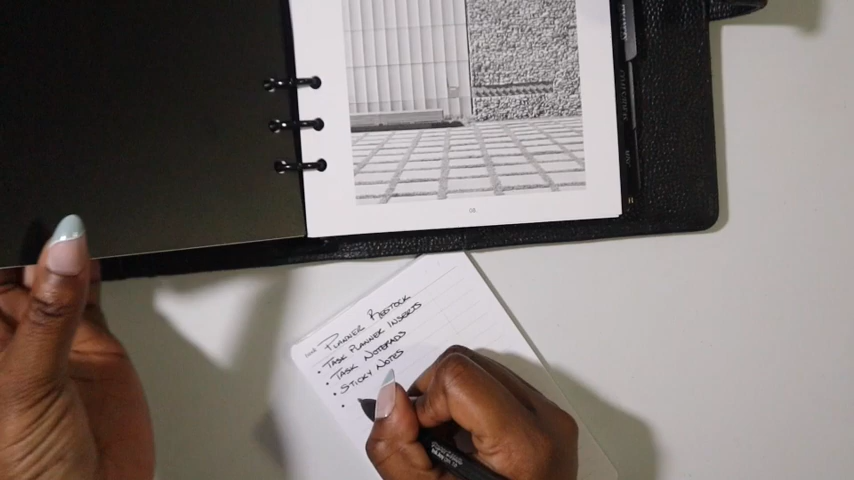 PLANNER RESTOCK
• TASK PLANNER INSERTS
• TASK NOTEPADS
• STICKY NOTES
•